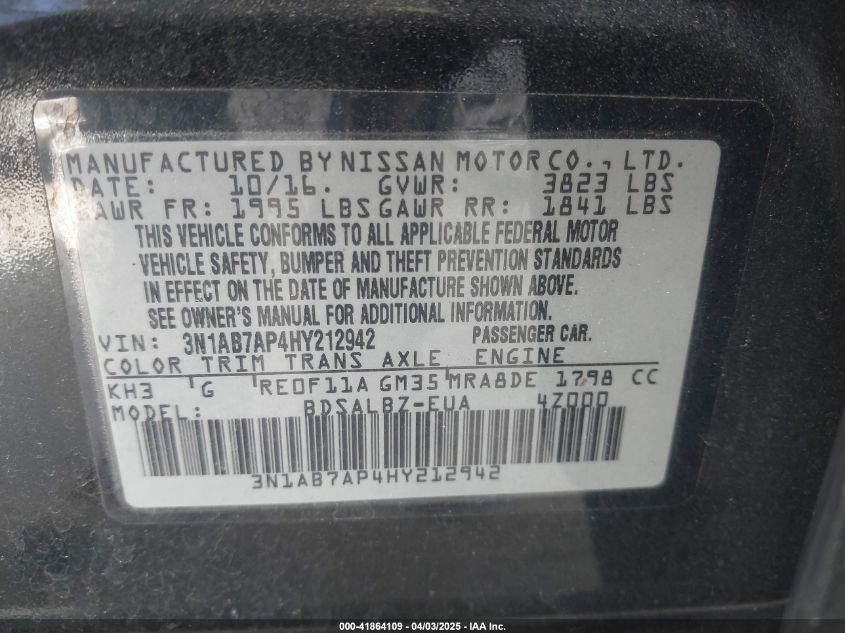 MANUFACTURED BY NISSAN MOTOR CO., LTD.
DATE: 10/16. GVWR: 3823 LBS
GAWR FR: 1995 LBS GAWR RR: 1841 LBS
THIS VEHICLE CONFORMS TO ALL APPLICABLE FEDERAL MOTOR
VEHICLE SAFETY, BUMPER AND THEFT PREVENTION STANDARDS
IN EFFECT ON THE DATE OF MANUFACTURE SHOWN ABOVE.
SEE OWNER'S MANUAL FOR ADDITIONAL INFORMATION.
VIN: 3N1AB7AP4HY212942 PASSENGER CAR.
COLOR TRIM TRANS AXLE ENGINE
KH3 G RE0F11A GM35 MRA8DE 1798 CC
MODEL: BDSALBZ-EUA 4Z000
3N1AB7AP4HY212942
000-41864109 - 04/03/2025 - IAA Inc.